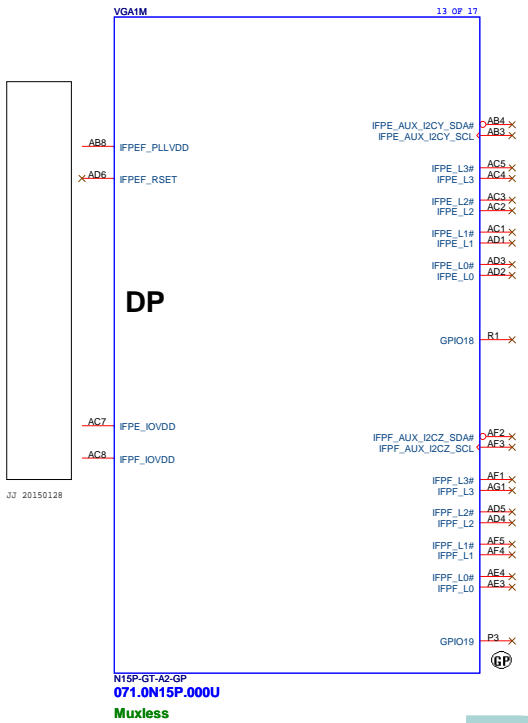 VGA1M 13 OF 17
IFPE_AUX_I2CY_SDA# AB4
IFPE_AUX_I2CY_SCL AB3
AB8 IFPEF_PLLVDD
IFPE_L3# AC5
IFPE_L3 AC4
AD6 IFPEF_RSET
IFPE_L2# AC3
IFPE_L2 AC2
IFPE_L1# AC1
IFPE_L1 AD1
IFPE_L0# AD3
IFPE_L0 AD2
DP
GPIO18 R1
AC7 IFPE_IOVDD
IFPF_AUX_I2CZ_SDA# AF2
IFPF_AUX_I2CZ_SCL AF3
AC8 IFPF_IOVDD
IFPF_L3# AF1
IFPF_L3 AG1
JJ 20150128
IFPF_L2# AD5
IFPF_L2 AD4
IFPF_L1# AF5
IFPF_L1 AF4
IFPF_L0# AE4
IFPF_L0 AE3
GPIO19 P3
GP
N15P-GT-A2-GP
071.0N15P.000U
Muxless